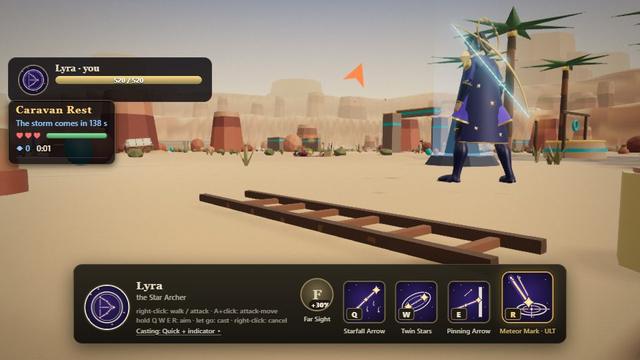 Lyra - you
520 / 520
Caravan Rest
The storm comes in 138 s
0 0:01
Lyra
the Star Archer
right-click: walk / attack · A+click: attack-move
hold Q W E R: aim · let go: cast · right-click: cancel
Casting: Quick + indicator
F
+30%
Far Sight
Q
Starfall Arrow
W
Twin Stars
E
Pinning Arrow
R
Meteor Mark · ULT